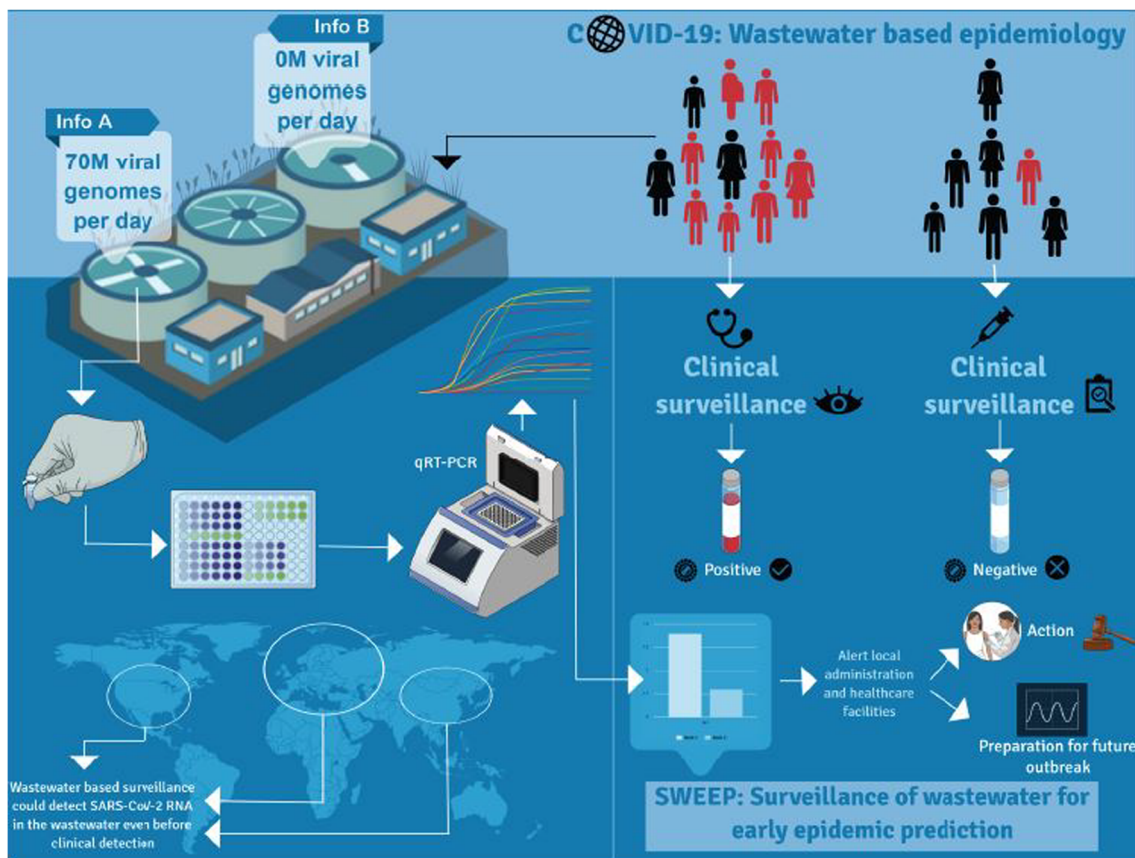 Info B
0M viral
genomes
per day
Info A
70M viral
genomes
per day
COVID-19: Wastewater based epidemiology
Clinical
surveillance
Clinical
surveillance
qRT-PCR
Positive
Negative
Action
Alert local
administration
and healthcare
facilities
Preparation for future
outbreak
Wastewater based surveillance
could detect SARS-CoV-2 RNA
in the wastewater even before
clinical detection
SWEEP: Surveillance of wastewater for
early epidemic prediction